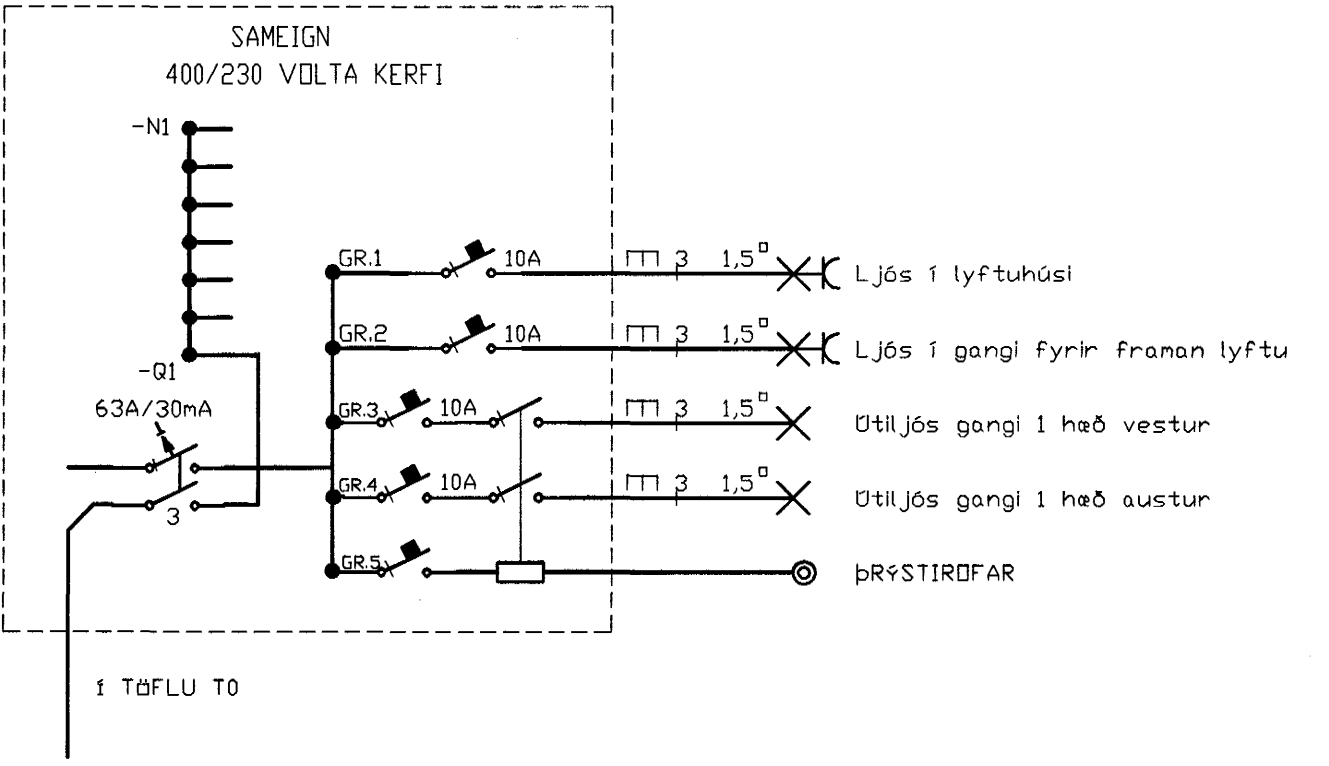 SAMEIGN
400/230 VOLTA KERFI
-N1
GR.1 10A 3 1,5□ Ljós í lyftuhúsi
GR.2 10A 3 1,5□ Ljós í gangi fyrir framan lyftu
-Q1
63A/30mA
GR.3 10A 3 1,5□ Útiljós gangi 1 hæð vestur
GR.4 10A 3 1,5□ Útiljós gangi 1 hæð austur
3
GR.5 ÞRÝSTIROFAR
Í TÖFLU TO